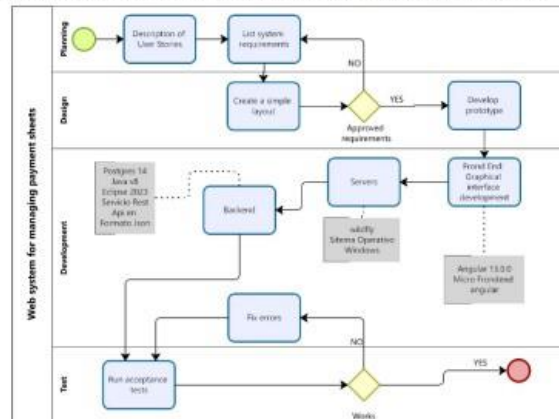 Web system for managing payment sheets
Planning
Description of
User Stories
List system
requirements
NO
Design
Create a simple
layout
Approved
requirements
YES
Develop
prototype
Development
Postgres 14
Java v8
Eclipse 2023
Servicio Rest
Api en
Formato Json
Backend
Servers
Frond End
Graphical
interface
development
wildfly
Sitema Operativo
Windows
Angular 13.0.0
Micro Frontend
angular
Fix errors
NO
Test
Run acceptance
tests
Works
YES